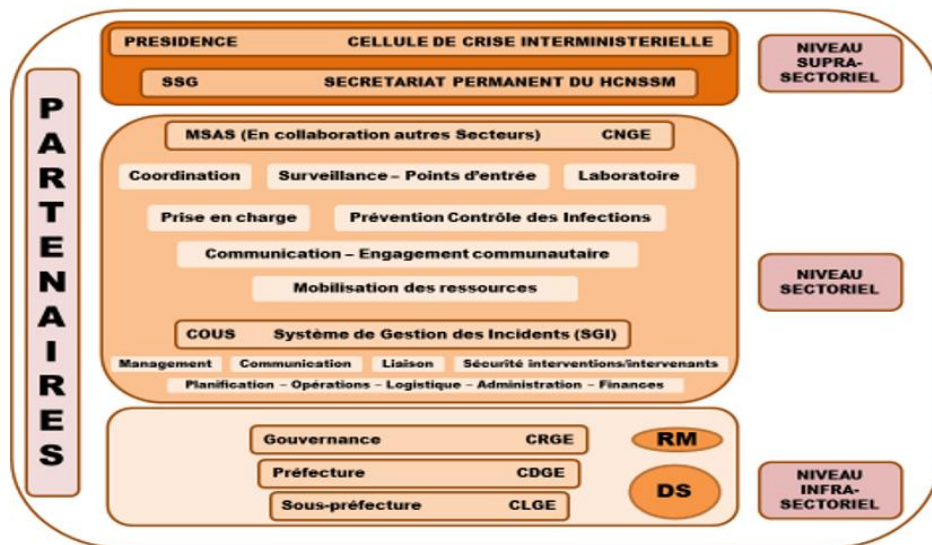 PARTENAIRES
PRESIDENCE CELLULE DE CRISE INTERMINISTERIELLE
SSG SECRETARIAT PERMANENT DU HCNSSM
NIVEAU
SUPRA-
SECTORIEL
MSAS (En collaboration autres Secteurs) CNGE
Coordination
Surveillance – Points d'entrée
Laboratoire
Prise en charge
Prévention Contrôle des Infections
Communication – Engagement communautaire
Mobilisation des ressources
NIVEAU
SECTORIEL
COUS Système de Gestion des Incidents (SGI)
Management
Communication
Liaison
Sécurité interventions/intervenants
Planification – Opérations – Logistique – Administration – Finances
Gouvernance CRGE
RM
Préfecture CDGE
DS
Sous-préfecture CLGE
NIVEAU
INFRA-
SECTORIEL